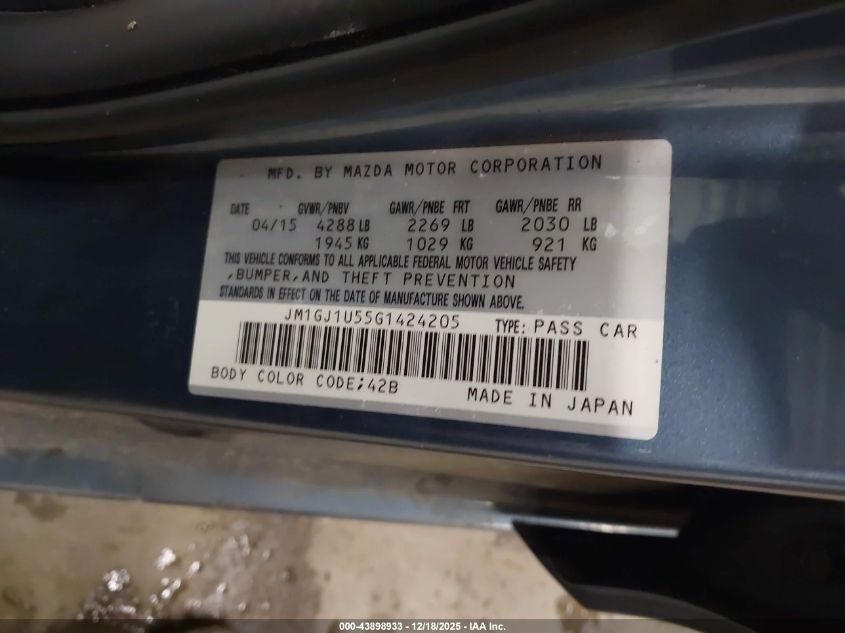 MFD. BY MAZDA MOTOR CORPORATION
DATE GVWR/PNBV GAWR/PNBE FRT GAWR/PNBE RR
04/15 4288 LB 2269 LB 2030 LB
1945 KG 1029 KG 921 KG
THIS VEHICLE CONFORMS TO ALL APPLICABLE FEDERAL MOTOR VEHICLE SAFETY
,BUMPER,AND THEFT PREVENTION
STANDARDS IN EFFECT ON THE DATE OF MANUFACTURE SHOWN ABOVE.
JM1GJ1U55G1424205 TYPE: PASS CAR
BODY COLOR CODE;42B MADE IN JAPAN
000-43898933 - 12/18/2025 - IAA Inc.